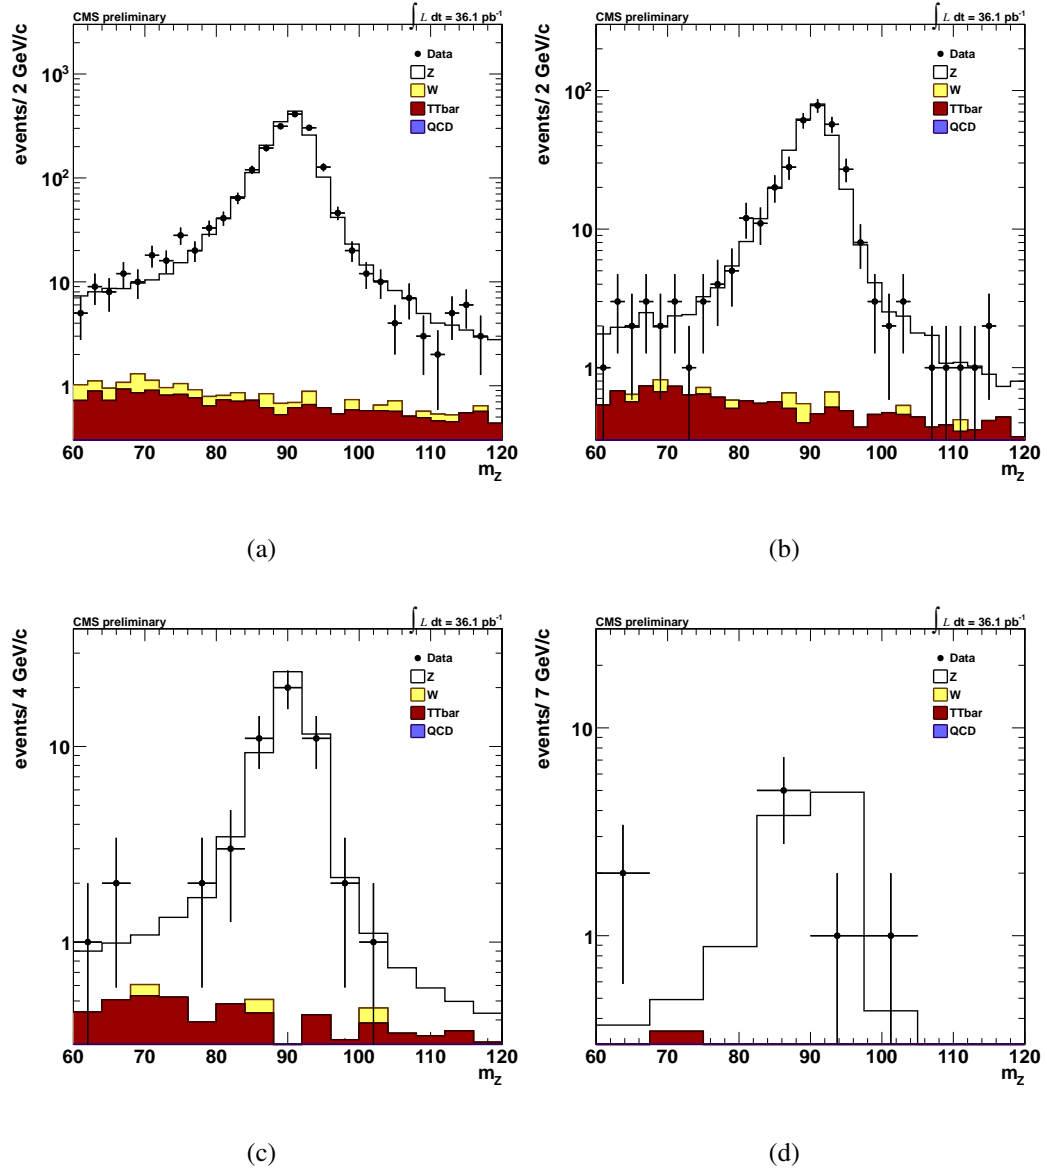 CMS preliminary
∫ L dt = 36.1 pb⁻¹
events/ 2 GeV/c
Data
Z
W
TTbar
QCD
10³
10²
10
1
60 70 80 90 100 110 120
m_Z
(a)
CMS preliminary
∫ L dt = 36.1 pb⁻¹
events/ 2 GeV/c
Data
Z
W
TTbar
QCD
10²
10
1
60 70 80 90 100 110 120
m_Z
(b)
CMS preliminary
∫ L dt = 36.1 pb⁻¹
events/ 4 GeV/c
Data
Z
W
TTbar
QCD
10
1
60 70 80 90 100 110 120
m_Z
(c)
CMS preliminary
∫ L dt = 36.1 pb⁻¹
events/ 7 GeV/c
Data
Z
W
TTbar
QCD
10
1
60 70 80 90 100 110 120
m_Z
(d)